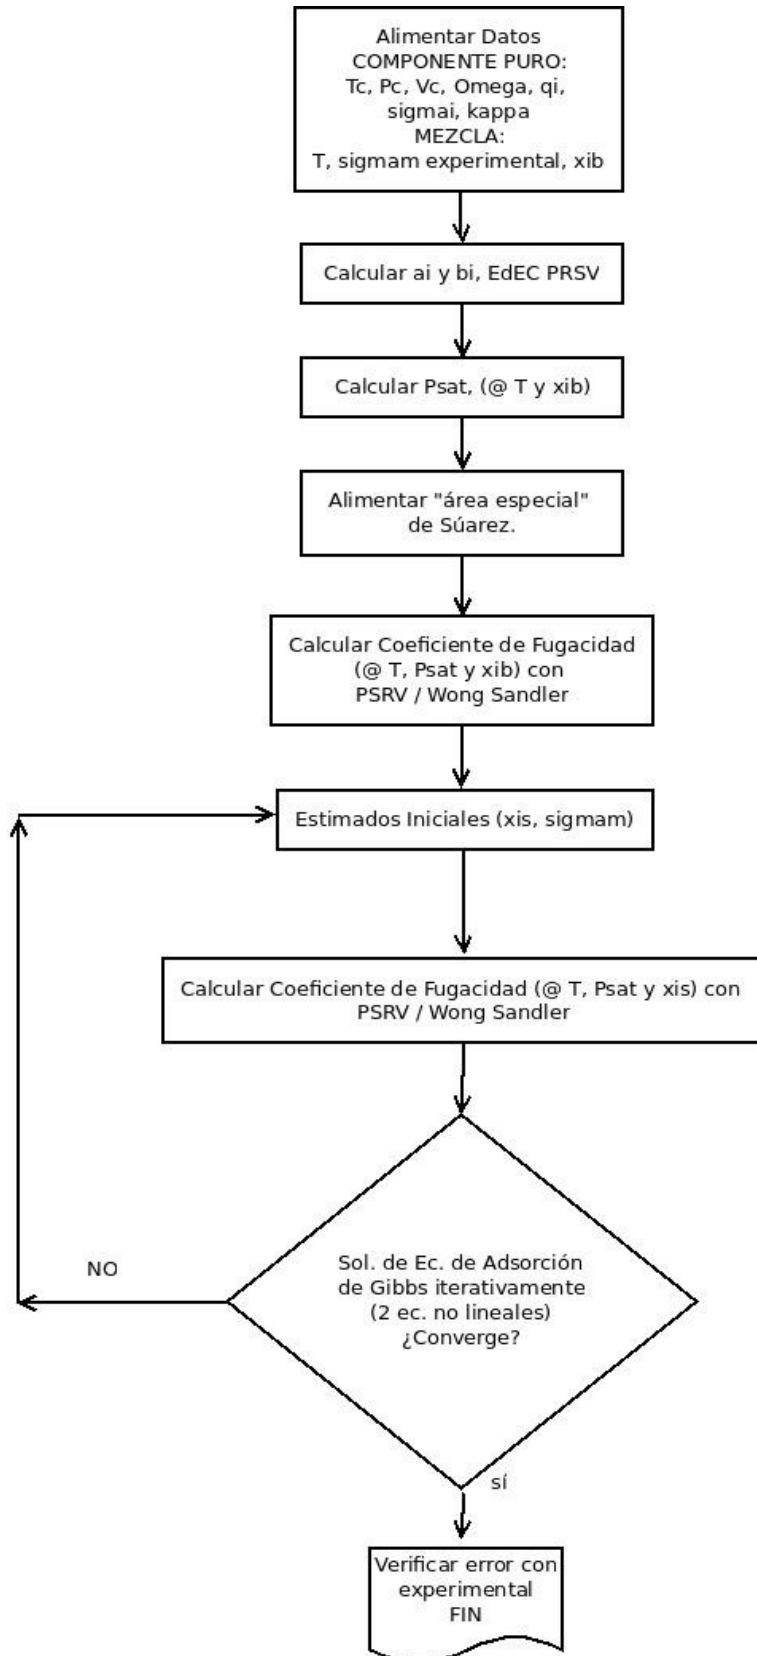 Alimentar Datos
COMPONENTE PURO:
Tc, Pc, Vc, Omega, qi,
sigmai, kappa
MEZCLA:
T, sigmam experimental, xib
Calcular ai y bi, EdEC PRSV
Calcular Psat, (@ T y xib)
Alimentar "área especial"
de Súarez.
Calcular Coeficiente de Fugacidad
(@ T, Psat y xib) con
PSRV / Wong Sandler
Estimados Iniciales (xis, sigmam)
Calcular Coeficiente de Fugacidad (@ T, Psat y xis) con
PSRV / Wong Sandler
Sol. de Ec. de Adsorción
de Gibbs iterativamente
(2 ec. no lineales)
¿Converge?
NO
sí
Verificar error con
experimental
FIN